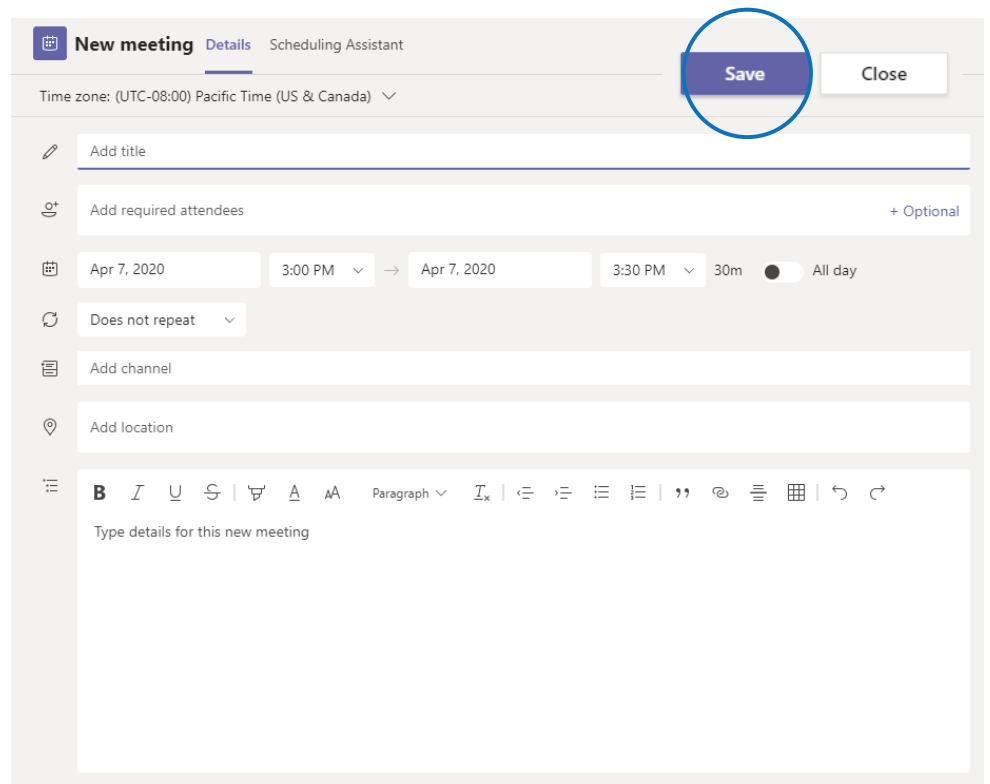 New meeting Details Scheduling Assistant
Save Close
Time zone: (UTC-08:00) Pacific Time (US & Canada)
Add title
Add required attendees + Optional
Apr 7, 2020 3:00 PM → Apr 7, 2020 3:30 PM 30m All day
Does not repeat
Add channel
Add location
B I U S A AA Paragraph Tx
Type details for this new meeting